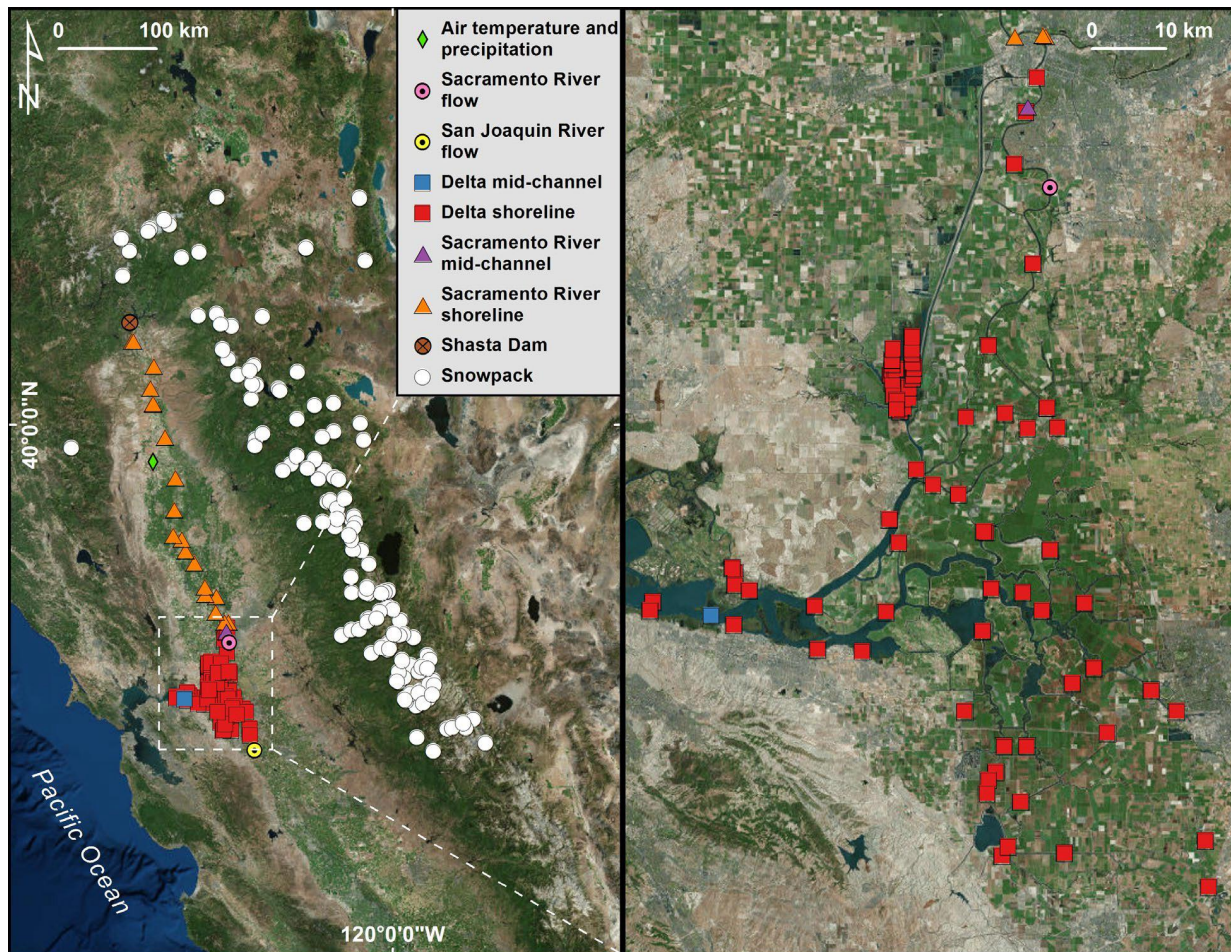 0 100 km
N
Air temperature and
precipitation
Sacramento River
flow
San Joaquin River
flow
Delta mid-channel
Delta shoreline
Sacramento River
mid-channel
Sacramento River
shoreline
Shasta Dam
Snowpack
40°0'0"N
Pacific Ocean
120°0'0"W
0 10 km